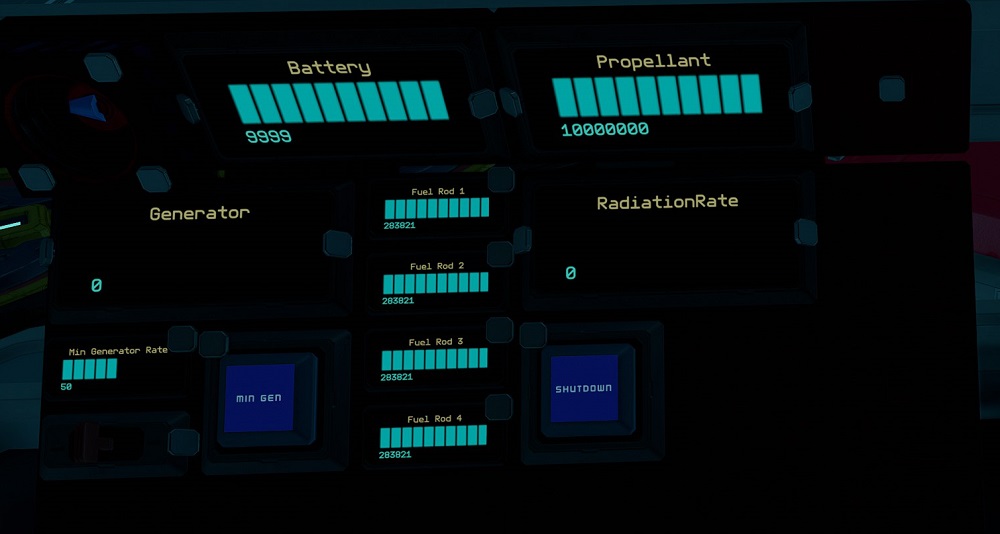 Battery
9999
Propellant
10000000
Generator
0
Fuel Rod 1
283821
Fuel Rod 2
283821
RadiationRate
0
Min Generator Rate
50
MIN GEN
Fuel Rod 3
283821
Fuel Rod 4
283821
SHUTDOWN